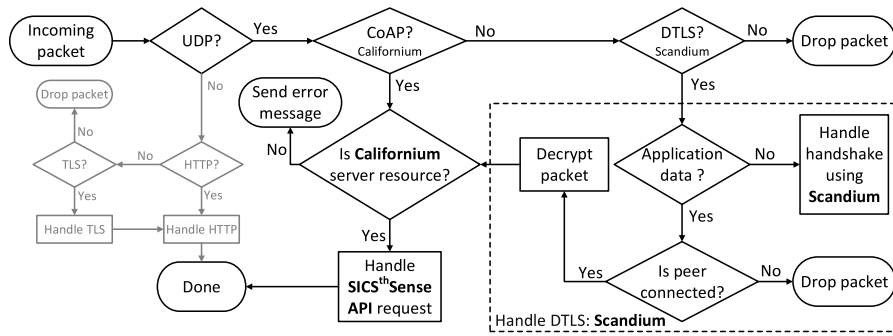 Incoming
packet
UDP?
Yes
CoAP?
Californium
No
DTLS?
Scandium
No
Drop packet
No
Yes
Yes
Drop packet
Send error
message
No
TLS?
No
HTTP?
No
Is Californium
server resource?
Decrypt
packet
Application
data ?
No
Handle
handshake
using
Scandium
Yes
Yes
Handle TLS
Handle HTTP
Yes
Yes
Done
Handle
SICSthSense
API request
Yes
Is peer
connected?
No
Drop packet
Handle DTLS: Scandium